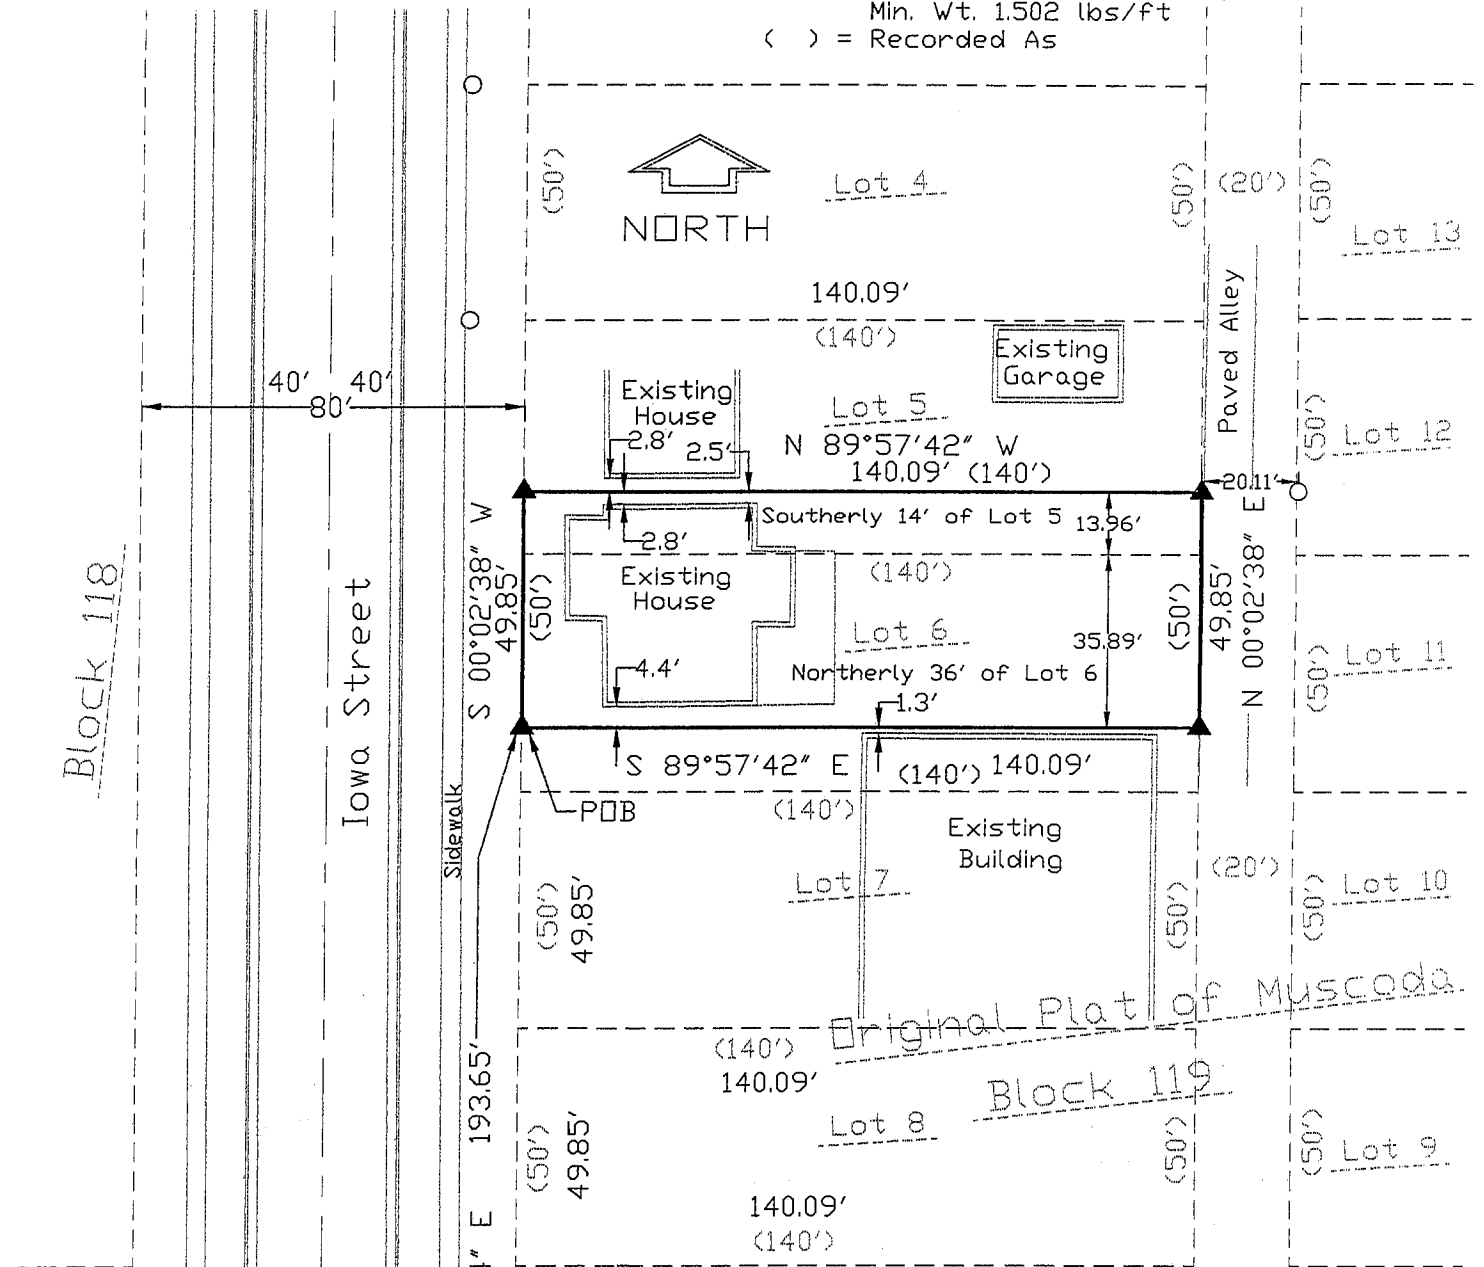 Min. Wt. 1.502 lbs/ft
( ) = Recorded As
NORTH
(50')
Lot 4
(50')
(20')
(50')
Lot 13
140.09'
(140')
Existing
Garage
Paved Alley
40' 40'
80'
Existing
House
Lot 5
(50')
Lot 12
2.8'
2.5'
N 89°57'42" W
140.09' (140')
20.11'
Southerly 14' of Lot 5
13.96'
2.8'
(140')
S 00°02'38" W
49.85'
(50')
Existing
House
Lot 6
35.89'
(50')
49.85'
N 00°02'38" E
(50')
Lot 11
Northerly 36' of Lot 6
4.4'
1.3'
Block 118
Iowa Street
Sidewalk
S 89°57'42" E
(140') 140.09'
POB
(140')
Existing
Building
Lot 7
(50')
49.85'
(50')
(20')
(50')
Lot 10
Original Plat of Muscoda
Block 119
193.65'
(140')
140.09'
Lot 8
(50')
49.85'
(50')
(50')
Lot 9
140.09'
(140')
4" E